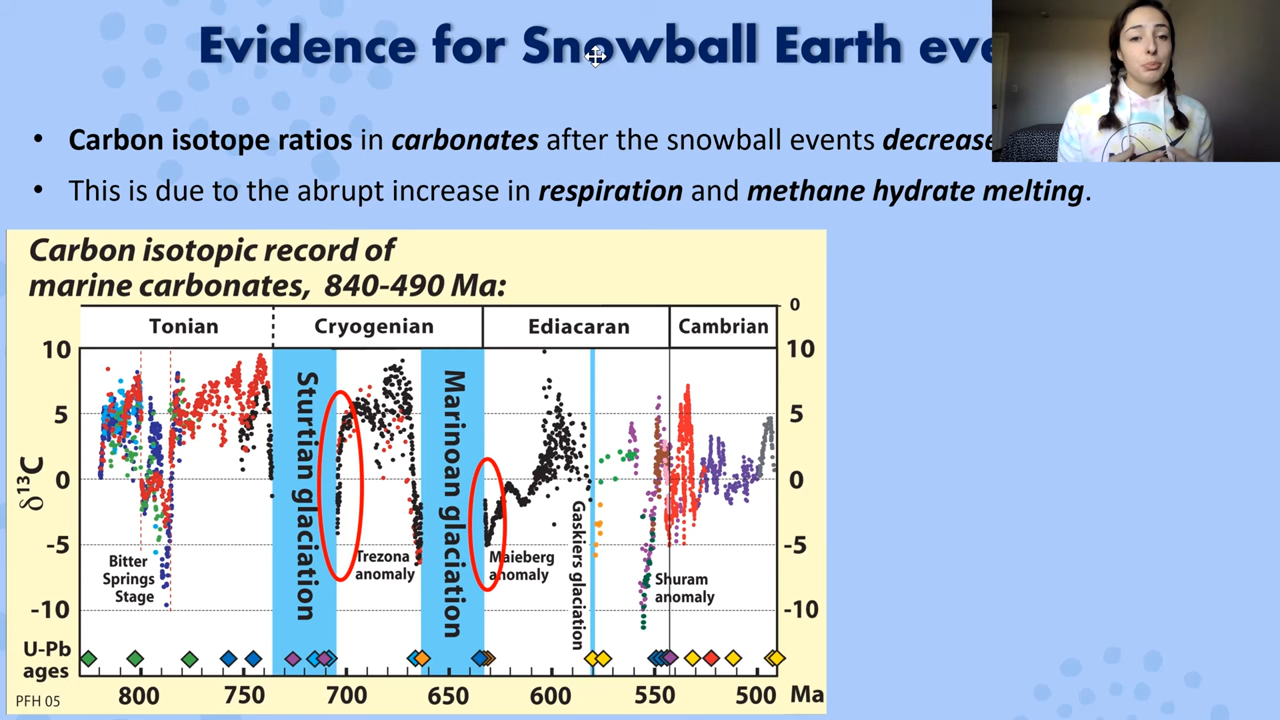 Evidence for Snowball Earth
• Carbon isotope ratios in carbonates after the snowball events decrease
• This is due to the abrupt increase in respiration and methane hydrate melting.
Carbon isotopic record of
marine carbonates, 840-490 Ma:
0
Tonian Cryogenian Ediacaran Cambrian
10 10
5 5
0 0
-5 -5
-10 -10
δ13C
Sturtian glaciation
Marinoan glaciation
Gaskiers glaciation
Bitter
Springs
Stage
Trezona
anomaly
Maieberg
anomaly
Shuram
anomaly
U-Pb
ages
800 750 700 650 600 550 500 Ma
PFH 05